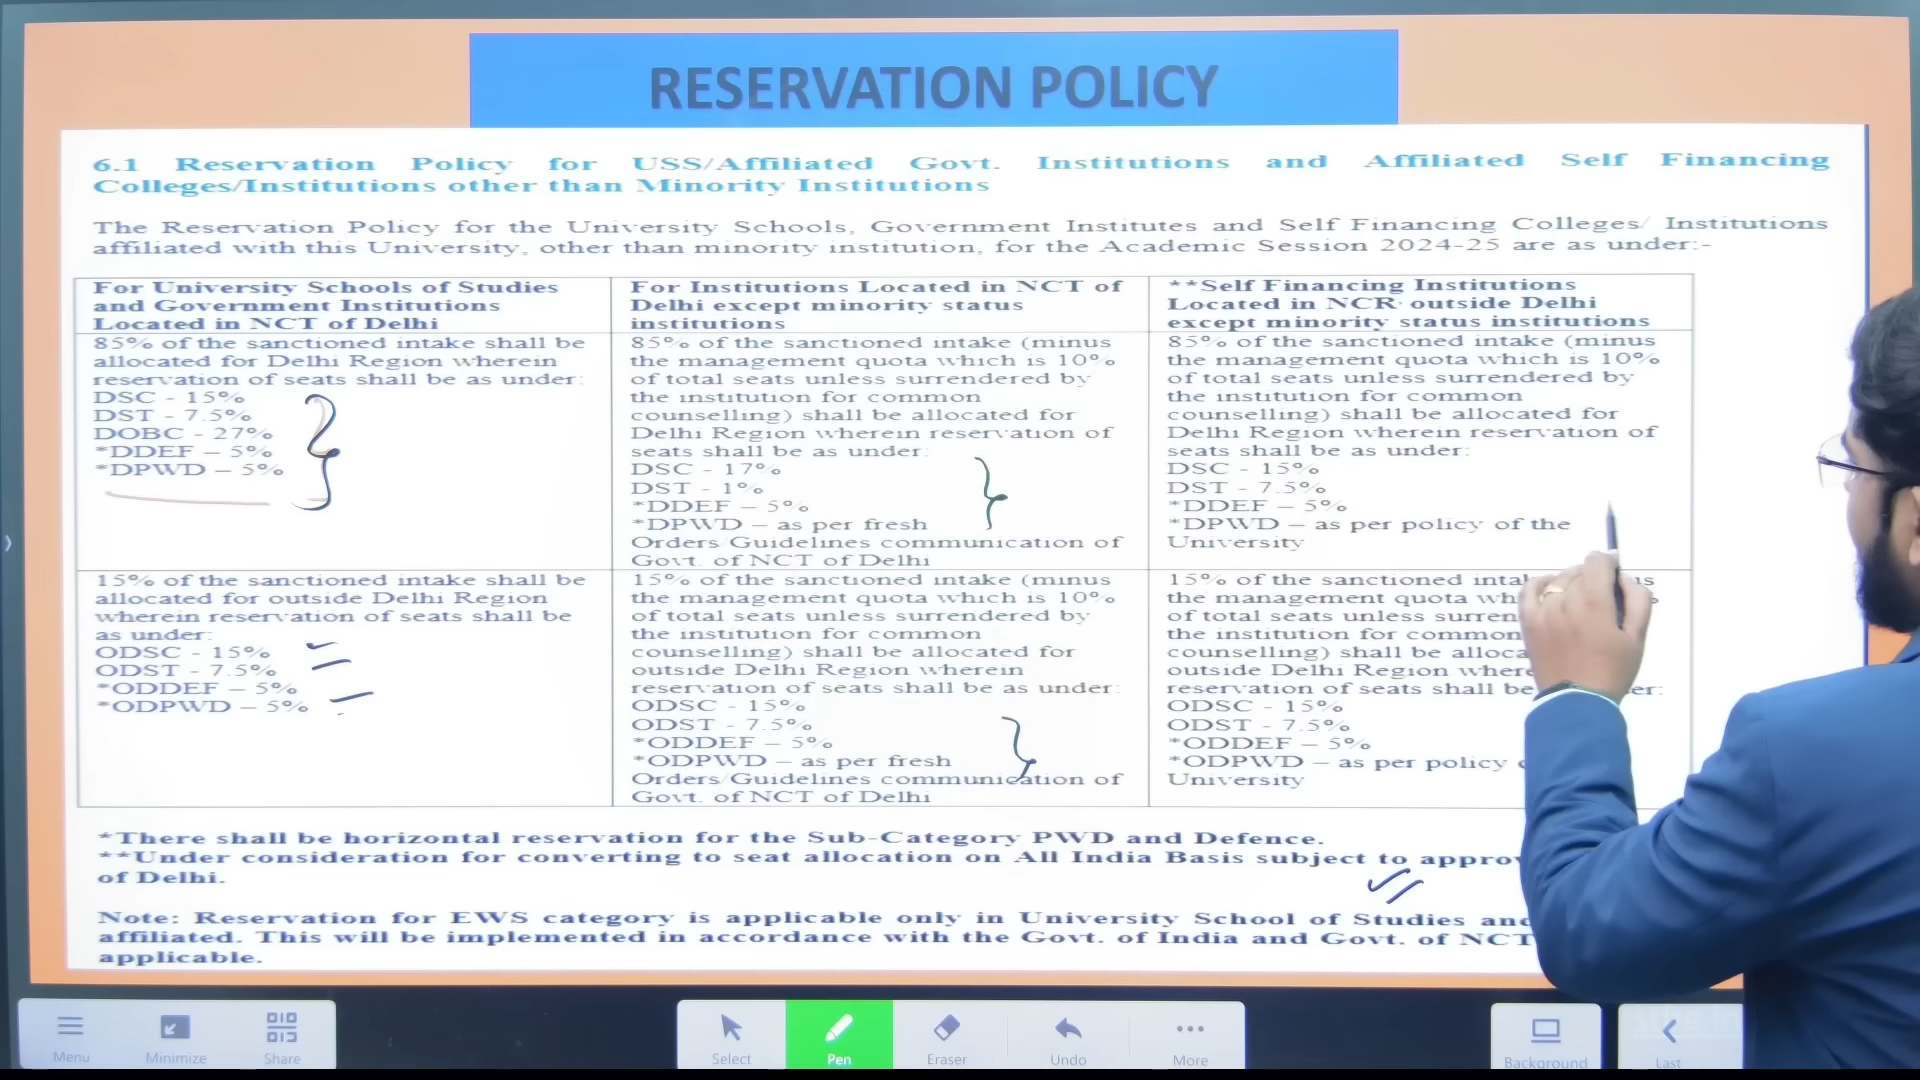 RESERVATION POLICY
6.1 Reservation Policy for USS/Affiliated Govt. Institutions and Affiliated Self Financing
Colleges/Institutions other than Minority Institutions
The Reservation Policy for the University Schools, Government Institutes and Self Financing Colleges/ Institutions
affiliated with this University, other than minority institution, for the Academic Session 2024-25 are as under:-
For University Schools of Studies
and Government Institutions
Located in NCT of Delhi
For Institutions Located in NCT of
Delhi except minority status
institutions
**Self Financing Institutions
Located in NCR outside Delhi
except minority status institutions
85% of the sanctioned intake shall be
allocated for Delhi Region wherein
reservation of seats shall be as under:
DSC - 15%
DST - 7.5%
DOBC - 27%
*DDEF – 5%
*DPWD – 5%
85% of the sanctioned intake (minus
the management quota which is 10%
of total seats unless surrendered by
the institution for common
counselling) shall be allocated for
Delhi Region wherein reservation of
seats shall be as under:
DSC - 17%
DST - 1%
*DDEF – 5%
*DPWD – as per fresh
Orders/Guidelines communication of
Govt. of NCT of Delhi
85% of the sanctioned intake (minus
the management quota which is 10%
of total seats unless surrendered by
the institution for common
counselling) shall be allocated for
Delhi Region wherein reservation of
seats shall be as under:
DSC - 15%
DST - 7.5%
*DDEF – 5%
*DPWD – as per policy of the
University
15% of the sanctioned intake shall be
allocated for outside Delhi Region
wherein reservation of seats shall be
as under:
ODSC - 15%
ODST - 7.5%
*ODDEF – 5%
*ODPWD – 5%
15% of the sanctioned intake (minus
the management quota which is 10%
of total seats unless surrendered by
the institution for common
counselling) shall be allocated for
outside Delhi Region wherein
reservation of seats shall be as under:
ODSC - 15%
ODST - 7.5%
*ODDEF – 5%
*ODPWD – as per fresh
Orders/Guidelines communication of
Govt. of NCT of Delhi
15% of the sanctioned
the management quota
of total seats unless
the institution for common
counselling) shall be
outside Delhi Region
reservation of seats shall be
ODSC - 15%
ODST - 7.5%
*ODDEF – 5%
*ODPWD – as per policy
University
*There shall be horizontal reservation for the Sub-Category PWD and Defence.
**Under consideration for converting to seat allocation on All India Basis subject to
of Delhi.
Note: Reservation for EWS category is applicable only in University School of Studies
affiliated. This will be implemented in accordance with the Govt. of India and Govt. of NCT
applicable.
Menu
Minimize
Share
Select
Pen
Eraser
Undo
More
Background
Last